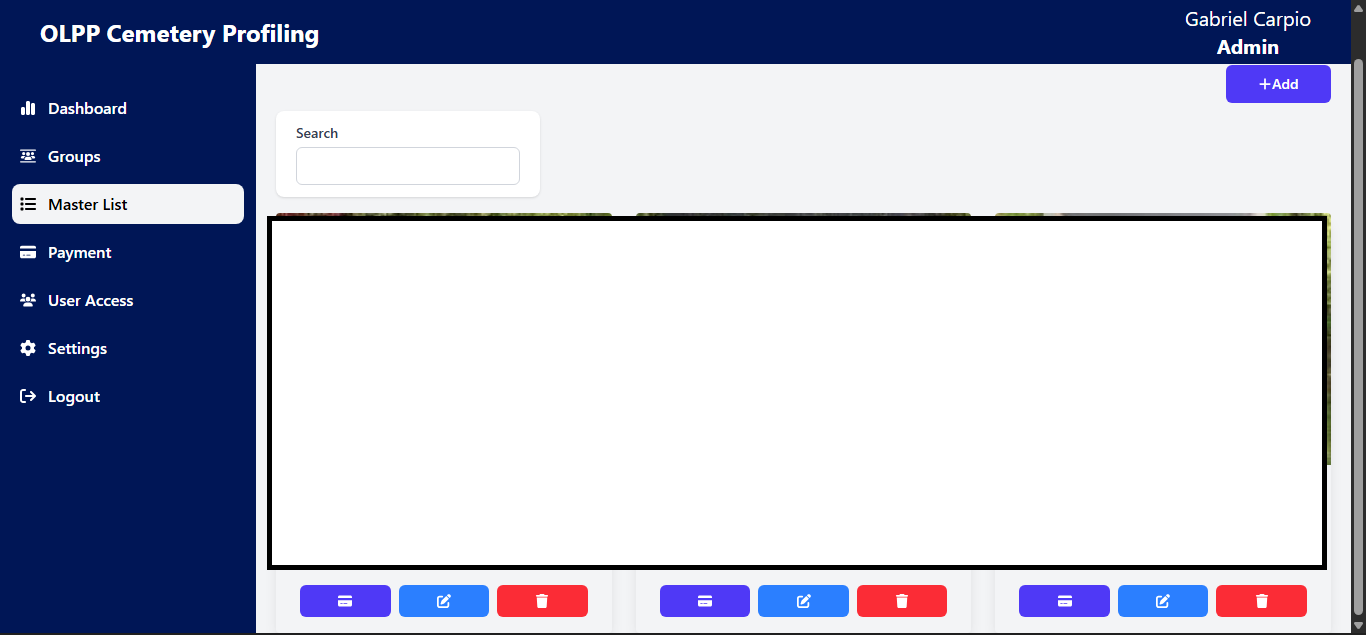 OLPP Cemetery Profiling
Gabriel Carpio
Admin
Dashboard
Groups
Master List
Payment
User Access
Settings
Logout
+Add
Search